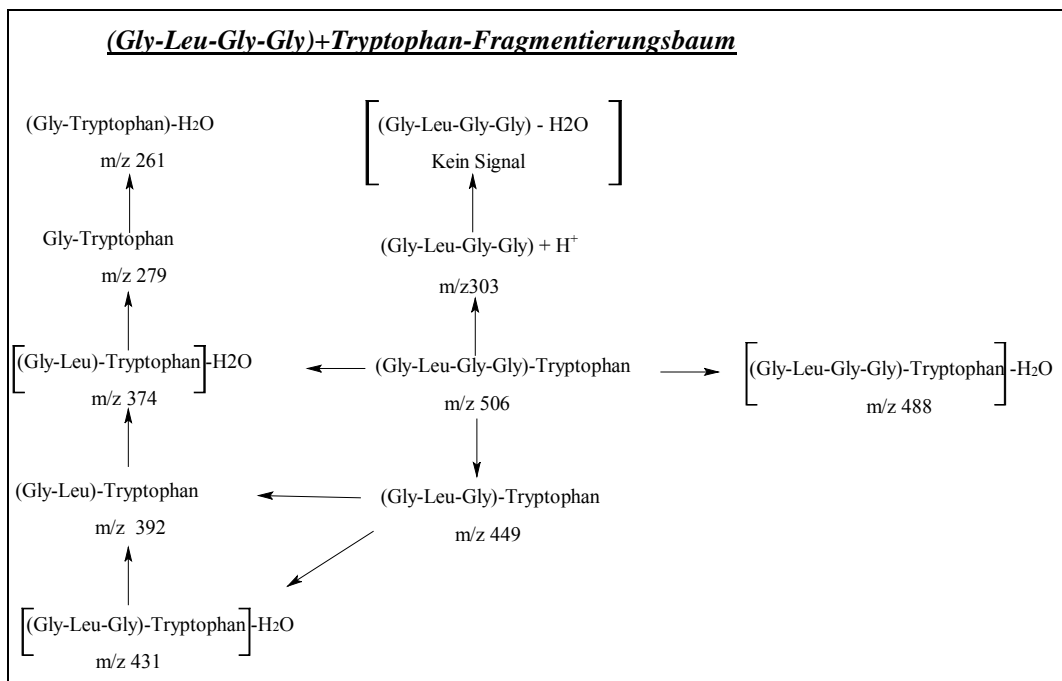 (Gly-Leu-Gly-Gly)+Tryptophan-Fragmentierungsbaum
(Gly-Tryptophan)-H2O
m/z 261
[(Gly-Leu-Gly-Gly) - H2O
Kein Signal]
Gly-Tryptophan
m/z 279
(Gly-Leu-Gly-Gly) + H+
m/z303
[(Gly-Leu)-Tryptophan]-H2O
m/z 374
(Gly-Leu-Gly-Gly)-Tryptophan
m/z 506
[(Gly-Leu-Gly-Gly)-Tryptophan]-H2O
m/z 488
(Gly-Leu)-Tryptophan
m/z 392
(Gly-Leu-Gly)-Tryptophan
m/z 449
[(Gly-Leu-Gly)-Tryptophan]-H2O
m/z 431